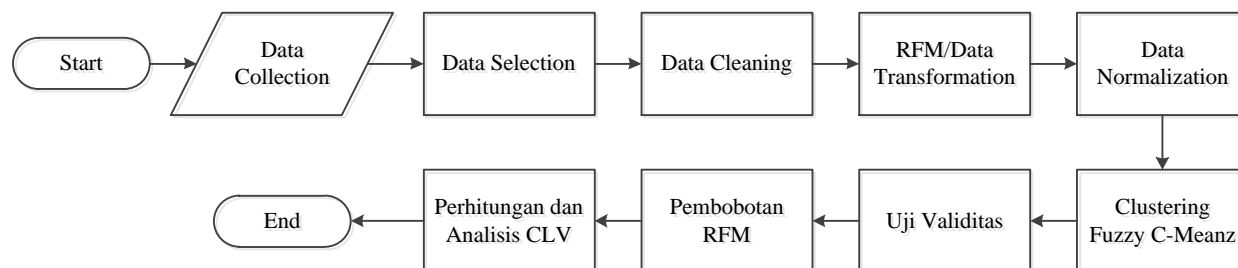 Start
Data
Collection
Data Selection
Data Cleaning
RFM/Data
Transformation
Data
Normalization
Clustering
Fuzzy C-Meanz
Uji Validitas
Pembobotan
RFM
Perhitungan dan
Analisis CLV
End